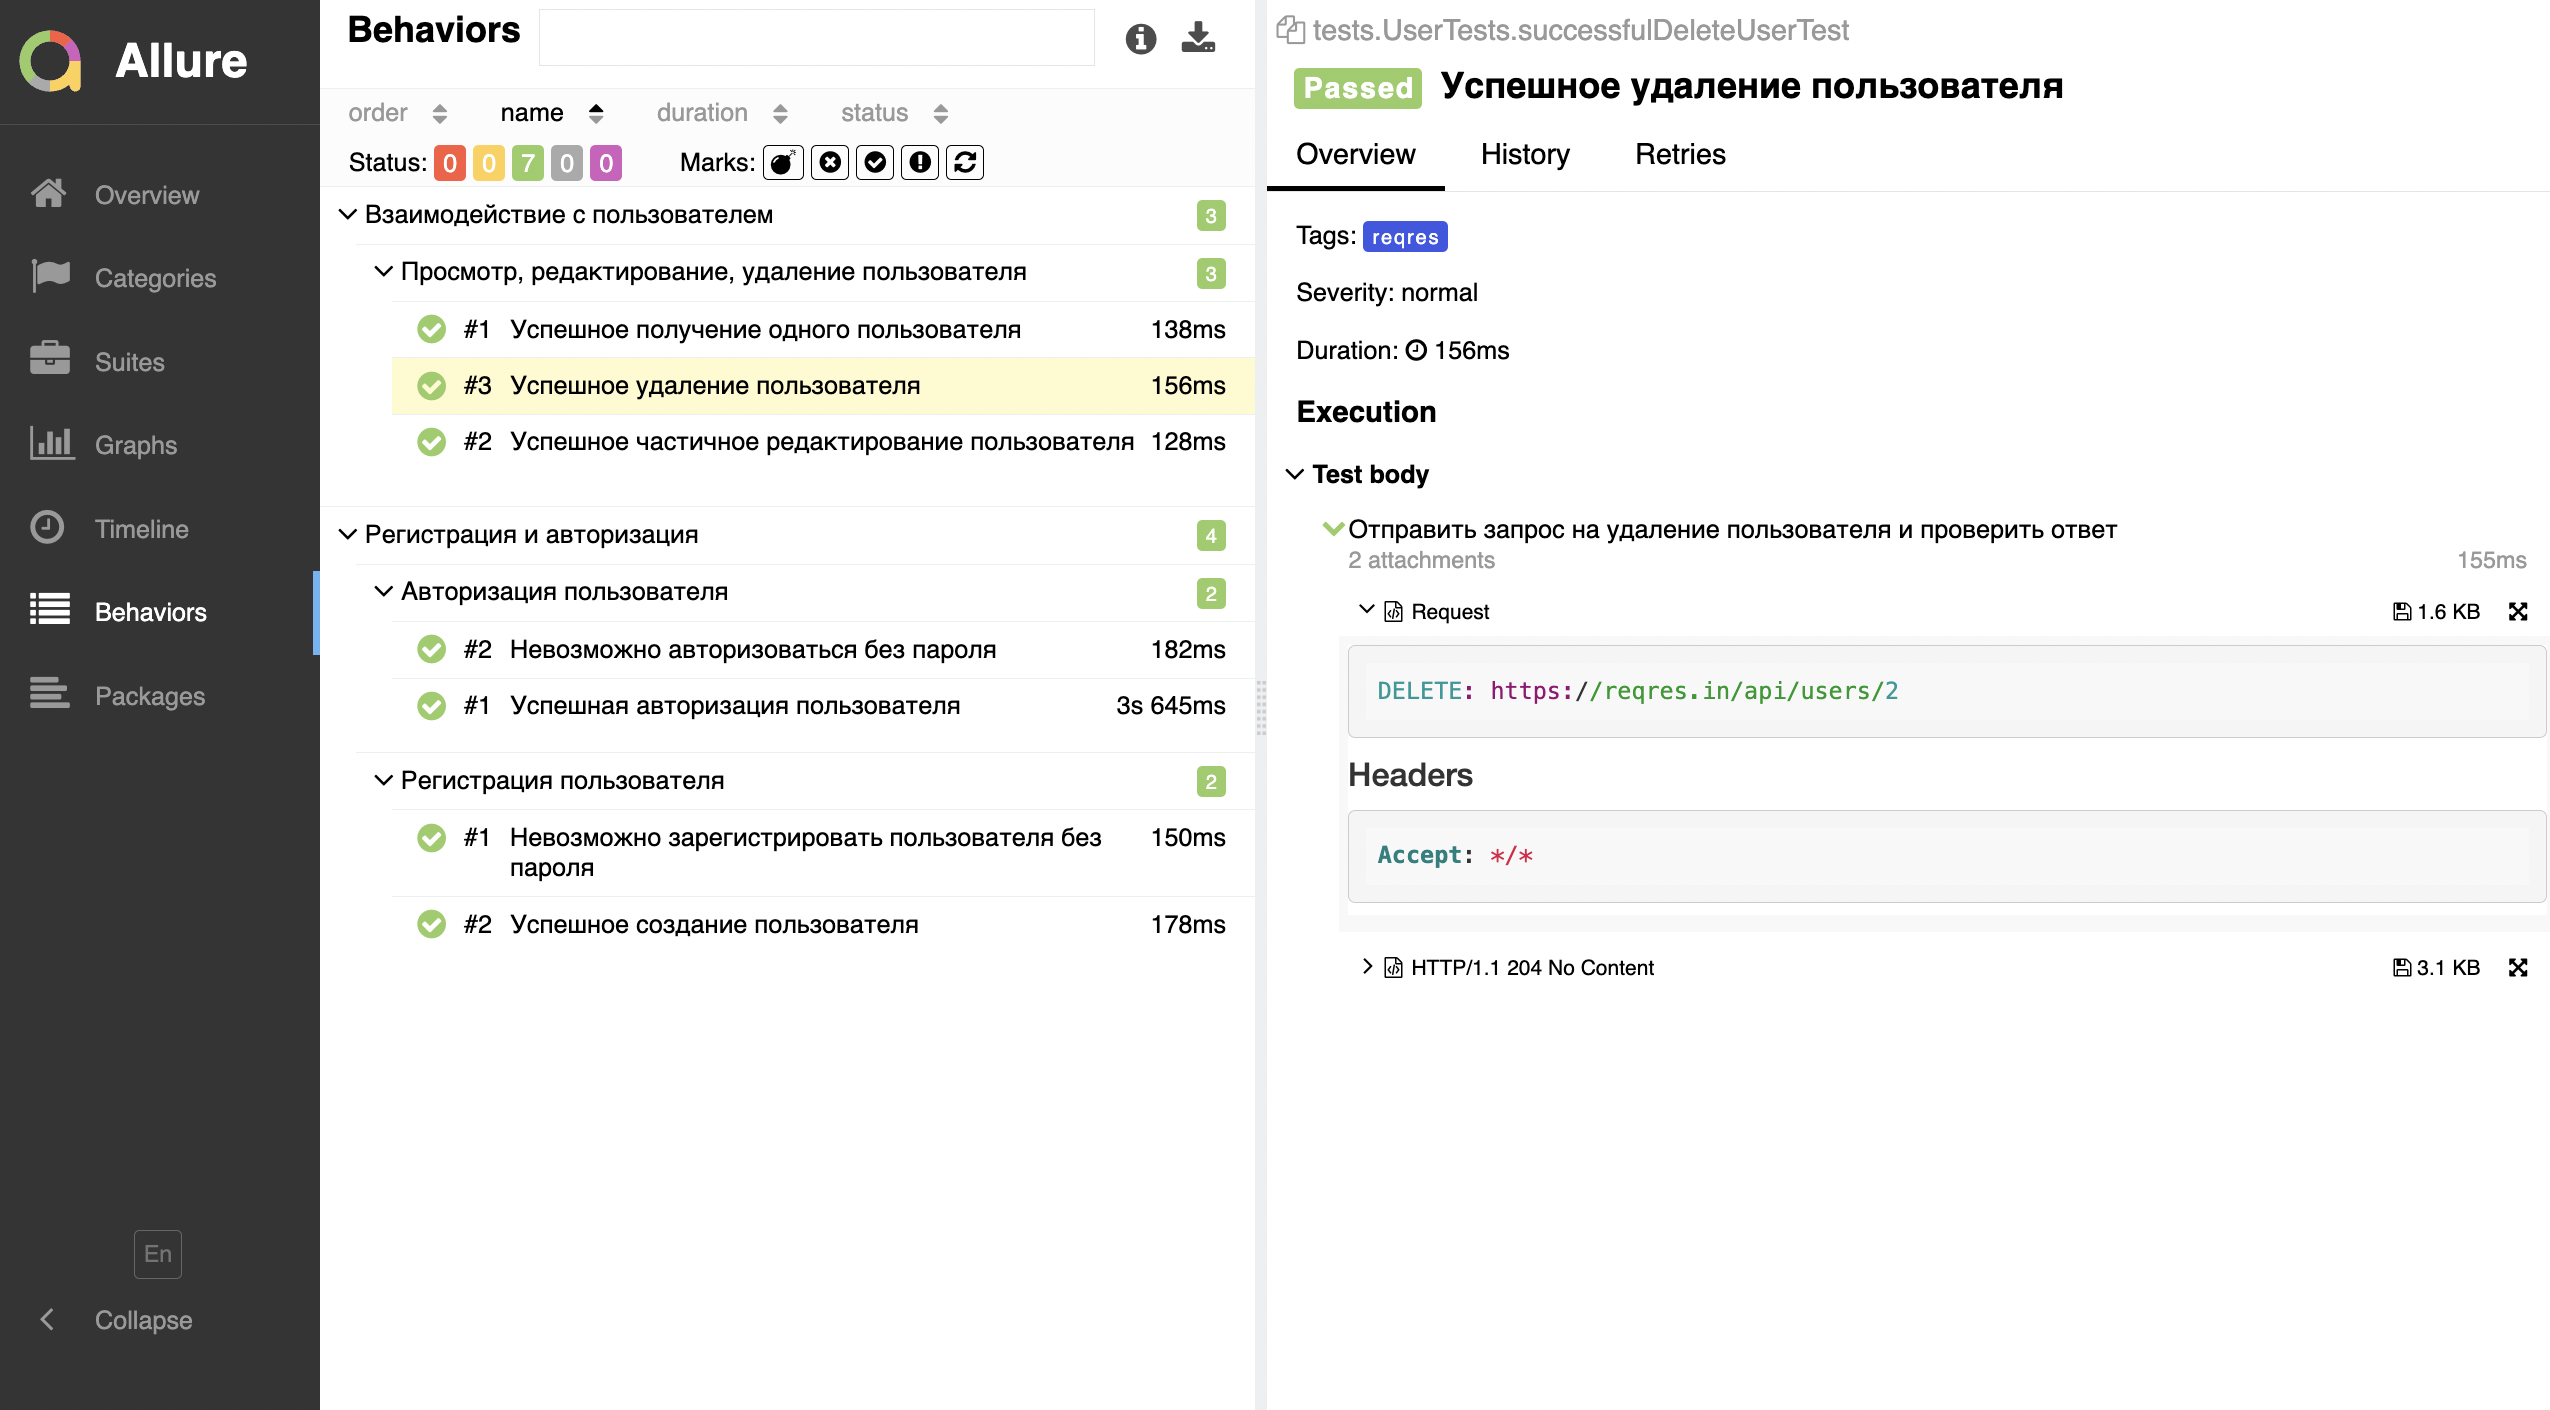 Allure
Overview
Categories
Suites
Graphs
Timeline
Behaviors
Packages
En
Collapse
Behaviors
order name duration status
Status: 0 0 7 0 0 Marks:
Взаимодействие с пользователем 3
Просмотр, редактирование, удаление пользователя 3
#1 Успешное получение одного пользователя 138ms
#3 Успешное удаление пользователя 156ms
#2 Успешное частичное редактирование пользователя 128ms
Регистрация и авторизация 4
Авторизация пользователя 2
#2 Невозможно авторизоваться без пароля 182ms
#1 Успешная авторизация пользователя 3s 645ms
Регистрация пользователя 2
#1 Невозможно зарегистрировать пользователя без 150ms
пароля
#2 Успешное создание пользователя 178ms
tests.UserTests.successfulDeleteUserTest
Passed Успешное удаление пользователя
Overview History Retries
Tags: reqres
Severity: normal
Duration: 156ms
Execution
Test body
Отправить запрос на удаление пользователя и проверить ответ
2 attachments 155ms
Request 1.6 KB
DELETE: https://reqres.in/api/users/2
Headers
Accept: */*
HTTP/1.1 204 No Content 3.1 KB